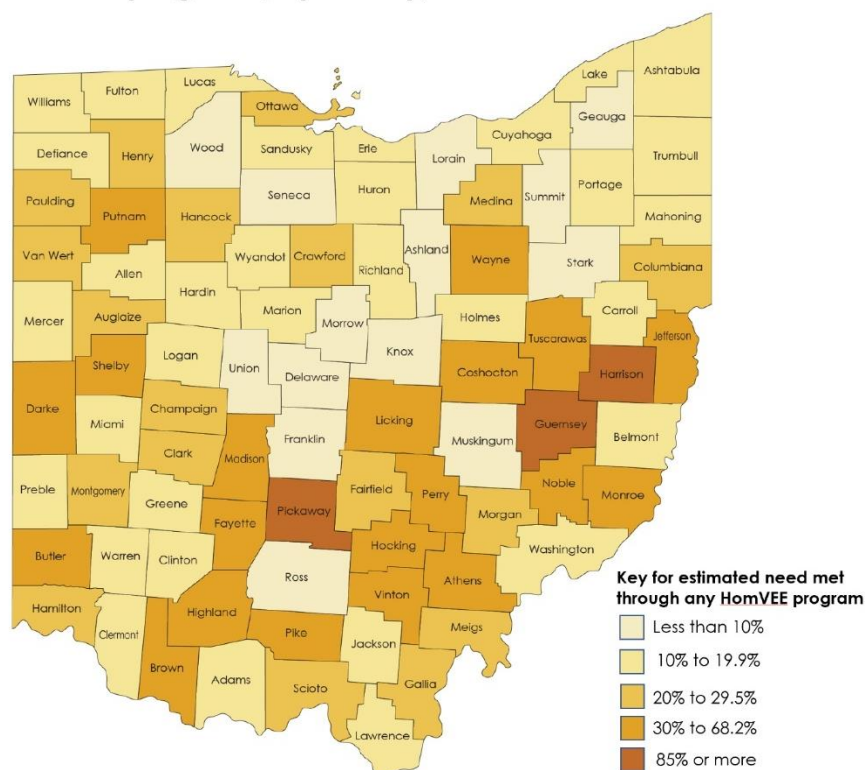 Williams
Fulton
Lucas
Ottawa
Lake
Ashtabula
Geauga
Cuyahoga
Wood
Sandusky
Erie
Lorain
Defiance
Henry
Trumbull
Portage
Summit
Medina
Huron
Seneca
Paulding
Putnam
Hancock
Mahoning
Van Wert
Wyandot
Crawford
Richland
Ashland
Wayne
Stark
Columbiana
Allen
Hardin
Mercer
Auglaize
Marion
Morrow
Holmes
Carroll
Tuscarawas
Jefferson
Logan
Union
Knox
Shelby
Delaware
Coshocton
Harrison
Darke
Champaign
Licking
Guernsey
Miami
Franklin
Muskingum
Belmont
Clark
Madison
Preble
Montgomery
Greene
Fairfield
Perry
Noble
Monroe
Pickaway
Morgan
Fayette
Hocking
Washington
Butler
Warren
Clinton
Ross
Athens
Vinton
Hamilton
Highland
Meigs
Clermont
Pike
Jackson
Brown
Adams
Scioto
Gallia
Lawrence
Key for estimated need met
through any HomVEE program
Less than 10%
10% to 19.9%
20% to 29.5%
30% to 68.2%
85% or more